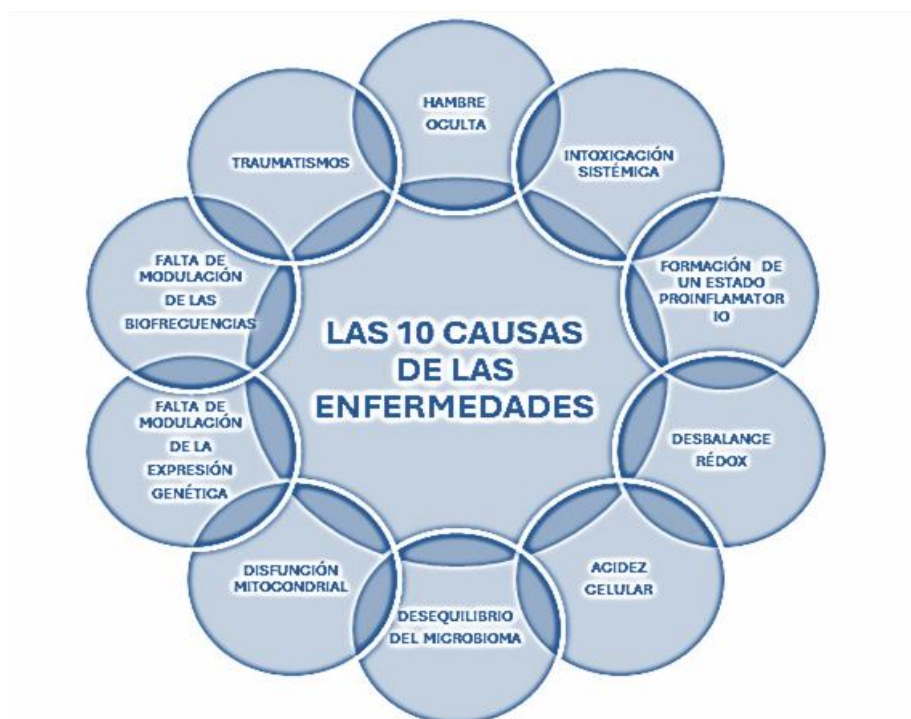 LAS 10 CAUSAS
DE LAS
ENFERMEDADES
HAMBRE
OCULTA
INTOXICACIÓN
SISTÉMICA
FORMACIÓN DE
UN ESTADO
PROINFLAMATOR
IO
DESBALANCE
RÉDOX
ACIDEZ
CELULAR
DESEQUILIBRIO
DEL MICROBIOMA
DISFUNCIÓN
MITOCONDRIAL
FALTA DE
MODULACIÓN
DE LA
EXPRESIÓN
GENÉTICA
FALTA DE
MODULACIÓN
DE LAS
BIOFRECUENCIAS
TRAUMATISMOS